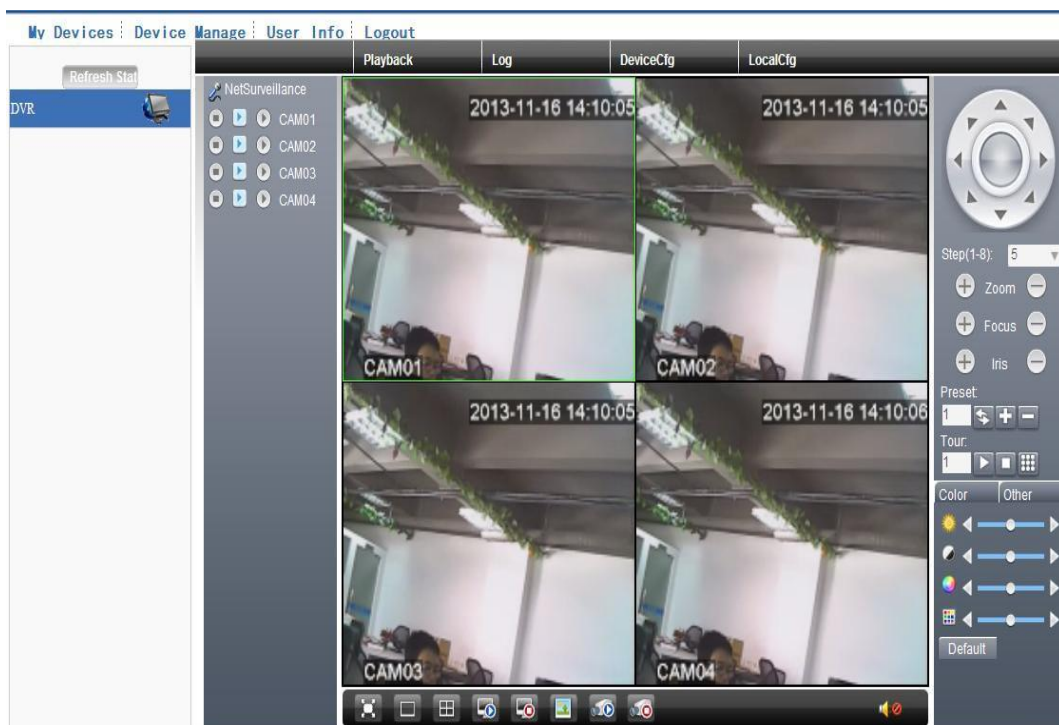 My Devices Device Manage User Info Logout
Playback Log DeviceCfg LocalCfg
Refresh Stat
DVR
NetSurveillance
CAM01
CAM02
CAM03
CAM04
2013-11-16 14:10:05
CAM01
2013-11-16 14:10:05
CAM02
2013-11-16 14:10:05
CAM03
2013-11-16 14:10:06
CAM04
Step(1-8): 5
Zoom
Focus
Iris
Preset:
1
Tour:
1
Color Other
Default